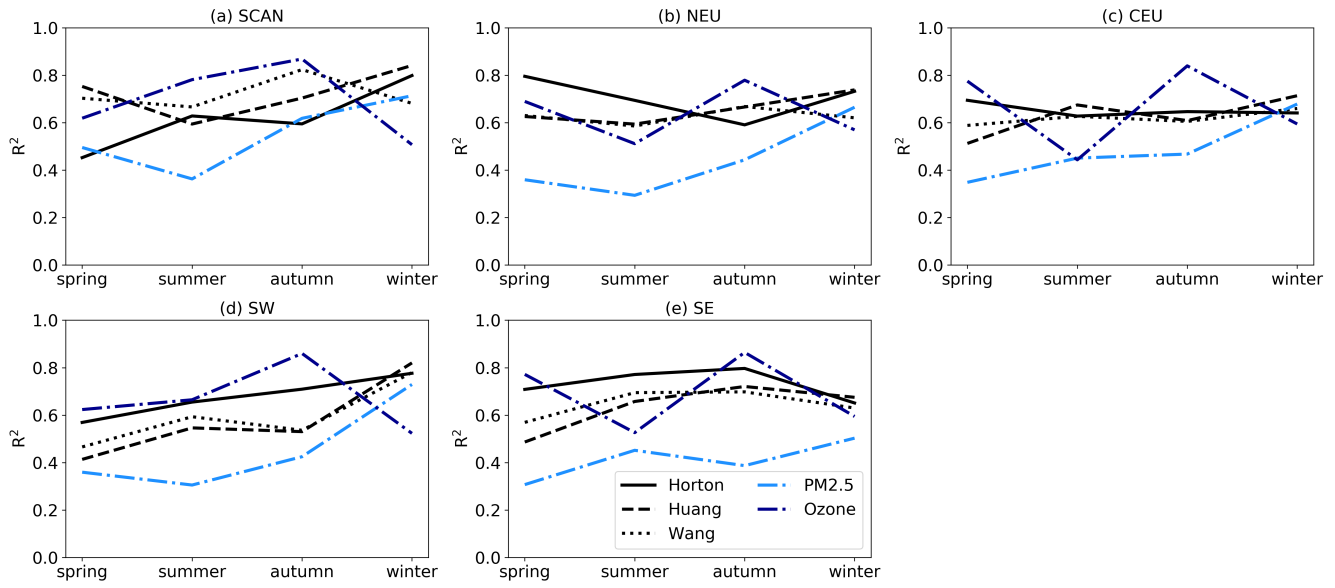 (a) SCAN
1.0
0.8
0.6
0.4
0.2
0.0
R²
spring summer autumn winter
(b) NEU
1.0
0.8
0.6
0.4
0.2
0.0
R²
spring summer autumn winter
(c) CEU
1.0
0.8
0.6
0.4
0.2
0.0
R²
spring summer autumn winter
(d) SW
1.0
0.8
0.6
0.4
0.2
0.0
R²
spring summer autumn winter
(e) SE
1.0
0.8
0.6
0.4
0.2
0.0
R²
spring summer autumn winter
Horton
Huang
Wang
PM2.5
Ozone